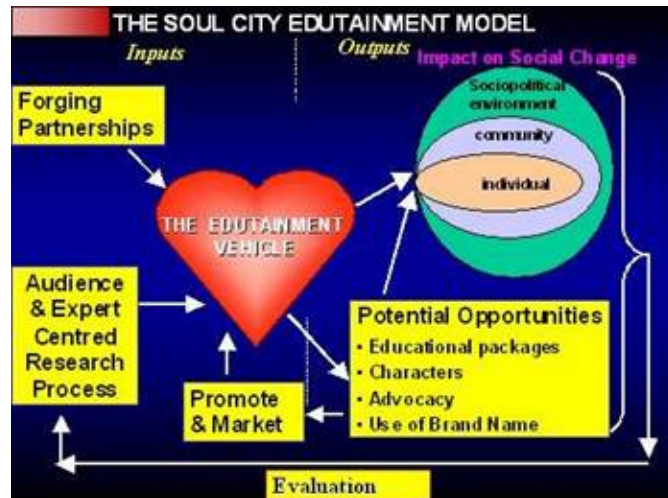 THE SOUL CITY EDUTAINMENT MODEL
Inputs
Outputs
Impact on Social Change
Forging
Partnerships
Sociopolitical
environment
community
individual
THE EDUTAINMENT
VEHICLE
Audience
& Expert
Centred
Research
Process
Promote
& Market
Potential Opportunities
• Educational packages
• Characters
• Advocacy
• Use of Brand Name
Evaluation